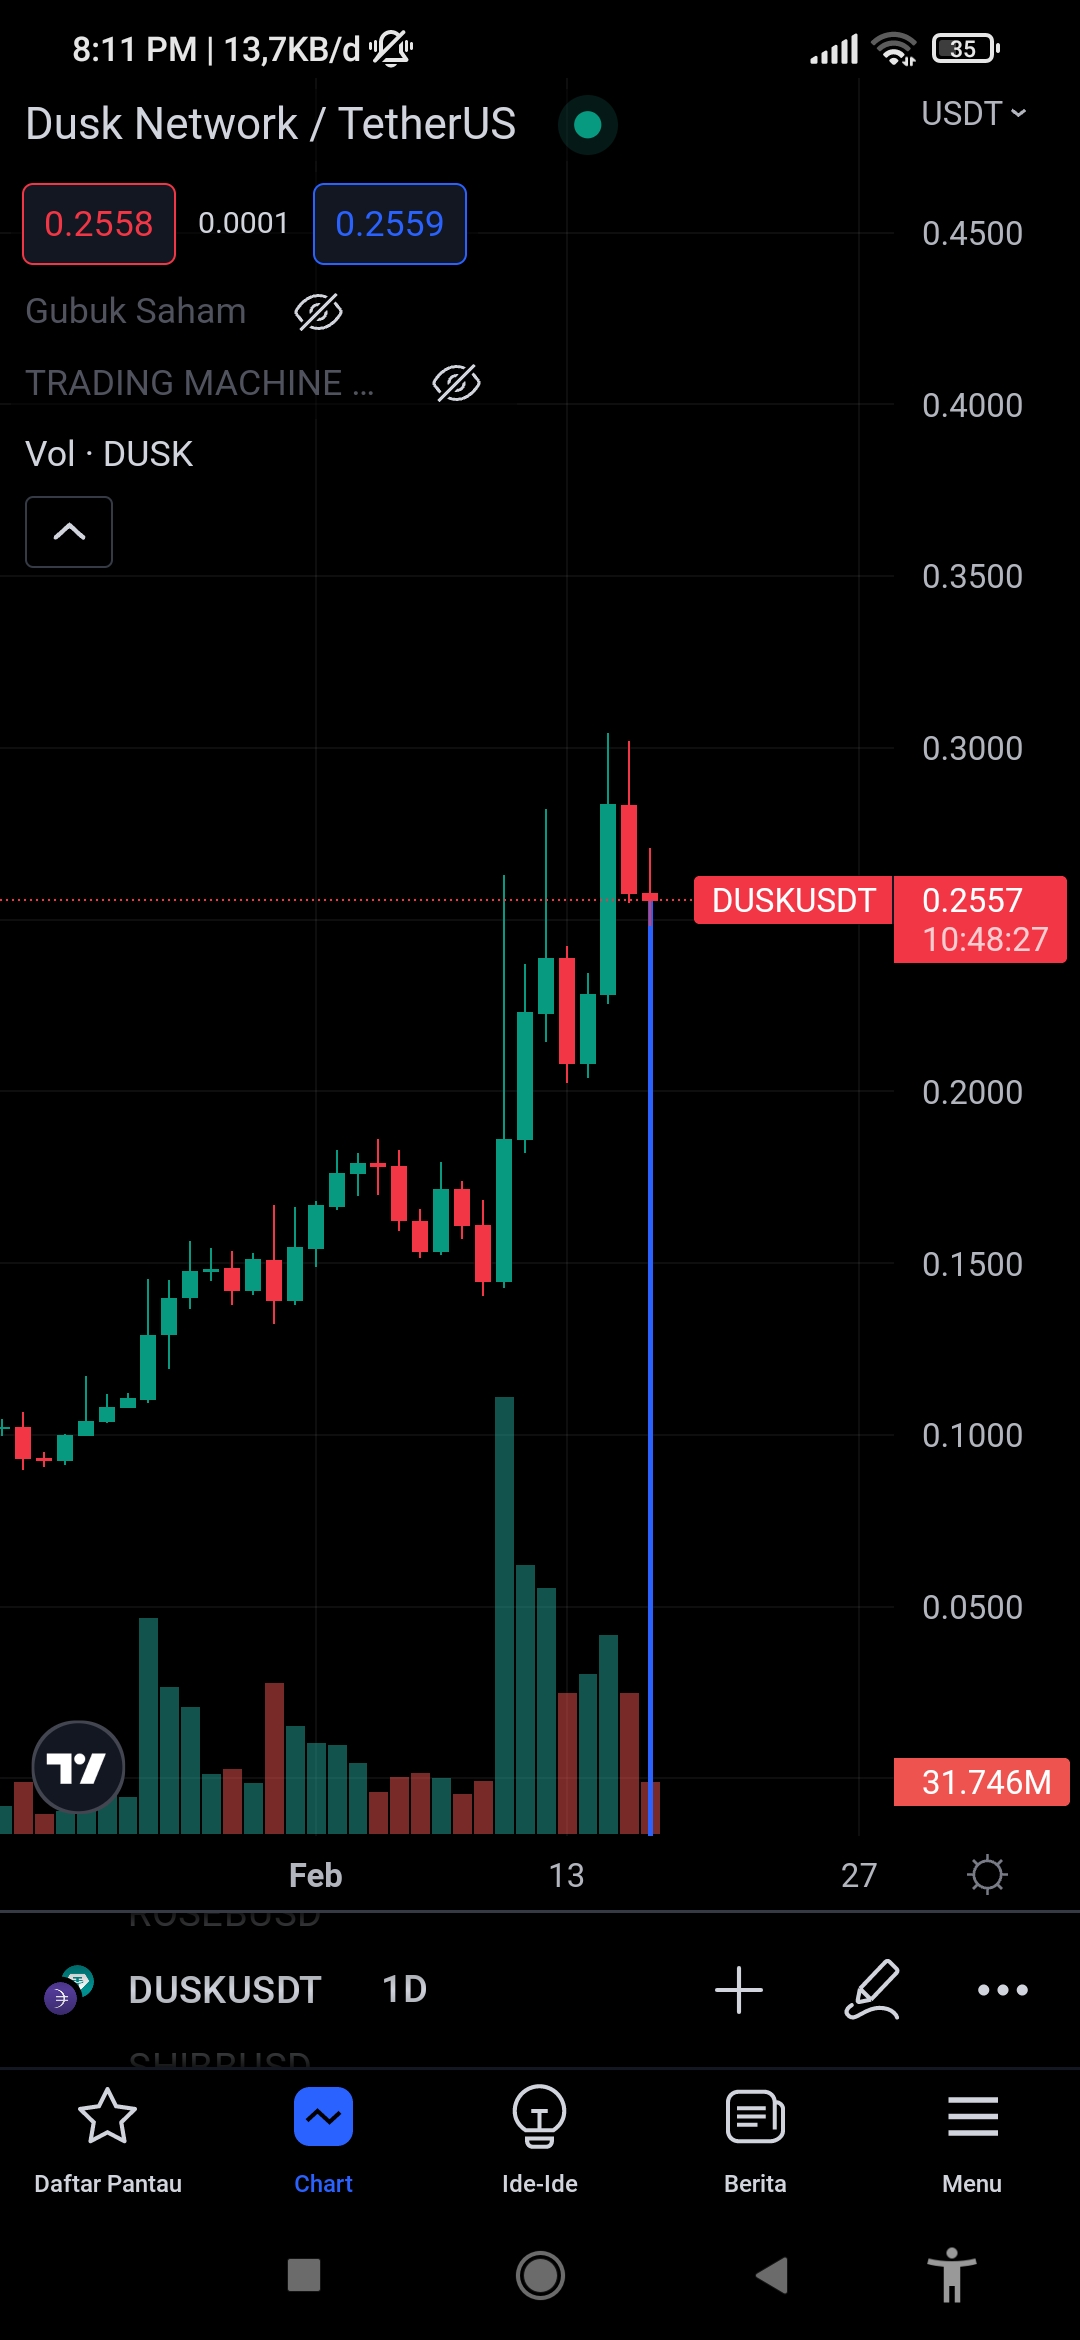 8:11 PM | 13,7KB/d
35
Dusk Network / TetherUS
USDT
0.2558
0.0001
0.2559
0.4500
Gubuk Saham
TRADING MACHINE ...
0.4000
Vol · DUSK
0.3500
0.3000
DUSKUSDT
0.2557
10:48:27
0.2000
0.1500
0.1000
0.0500
31.746M
Feb
13
27
ROSEBUSD
DUSKUSDT
1D
SHIBBUSD
Daftar Pantau
Chart
Ide-Ide
Berita
Menu